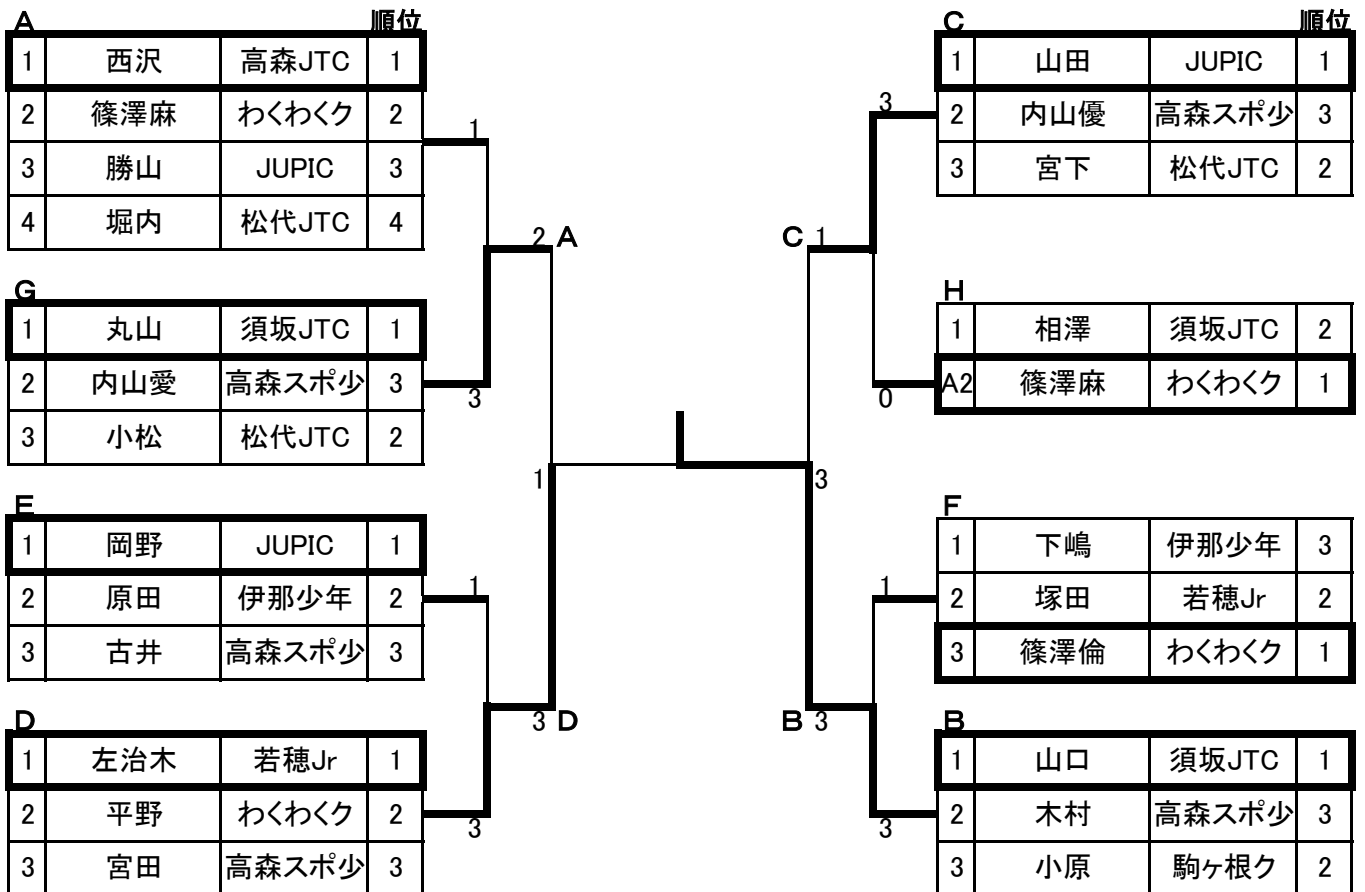 A 順位
1 西沢 高森JTC 1
2 篠澤麻 わくわくク 2
3 勝山 JUPIC 3
4 堀内 松代JTC 4
G
1 丸山 須坂JTC 1
2 内山愛 高森スポ少 3
3 小松 松代JTC 2
E
1 岡野 JUPIC 1
2 原田 伊那少年 2
3 古井 高森スポ少 3
D
1 左治木 若穂Jr 1
2 平野 わくわくク 2
3 宮田 高森スポ少 3
1
2 A
3
1
1
3 D
3
3
C 1
0
3
1
B 3
3
C 順位
1 山田 JUPIC 1
2 内山優 高森スポ少 3
3 宮下 松代JTC 2
H
1 相澤 須坂JTC 2
A2 篠澤麻 わくわくク 1
F
1 下嶋 伊那少年 3
2 塚田 若穂Jr 2
3 篠澤倫 わくわくク 1
B
1 山口 須坂JTC 1
2 木村 高森スポ少 3
3 小原 駒ヶ根ク 2